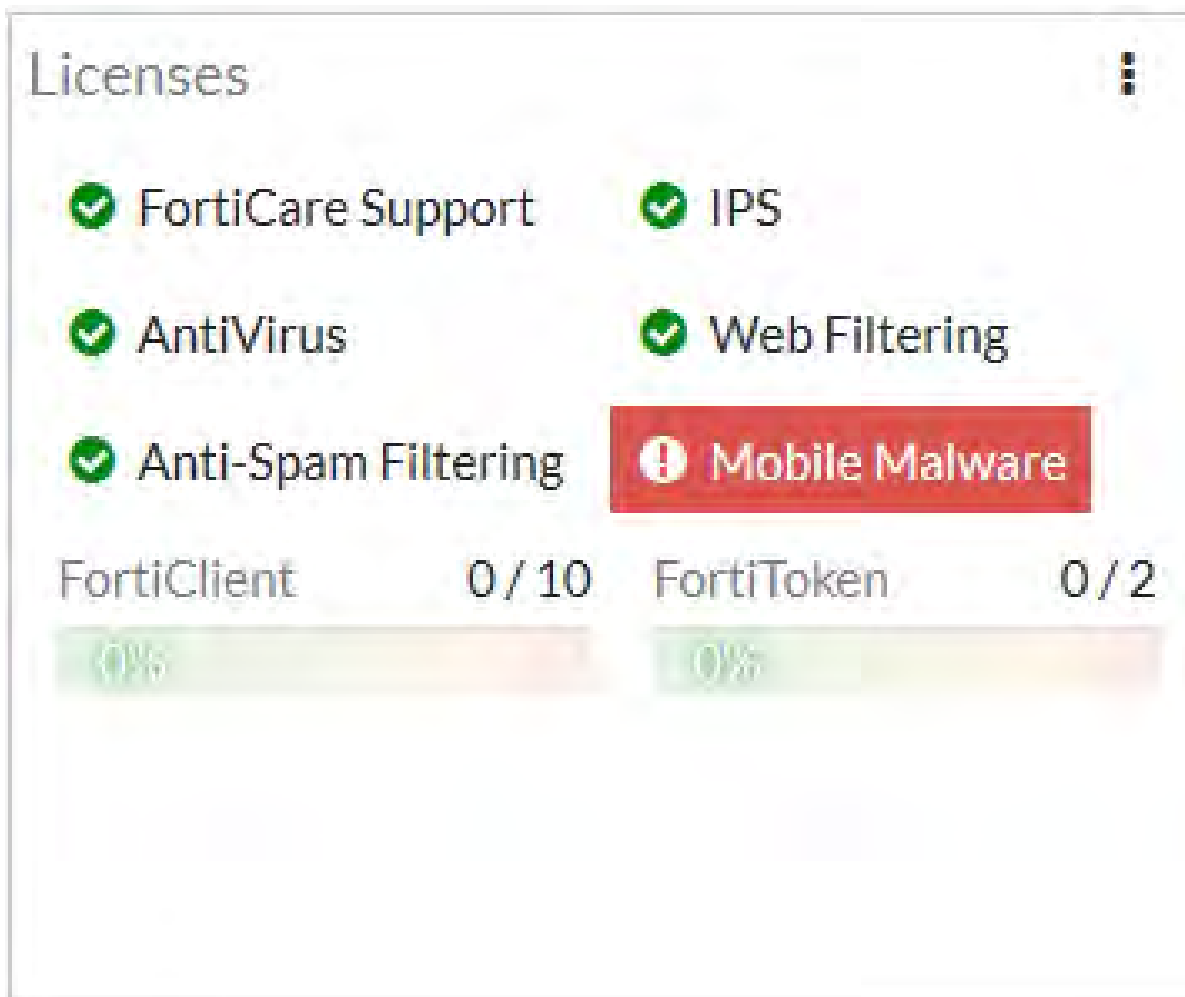 Licenses
FortiCare Support IPS
AntiVirus Web Filtering
Anti-Spam Filtering Mobile Malware
FortiClient 0 / 10 FortiToken 0 / 2
0% 0%